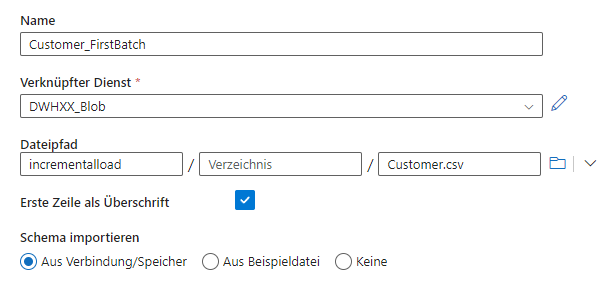 Name
Customer_FirstBatch
Verknüpfter Dienst *
DWHXX_Blob
Dateipfad
incrementalload / Verzeichnis / Customer.csv
Erste Zeile als Überschrift
Schema importieren
Aus Verbindung/Speicher Aus Beispieldatei Keine